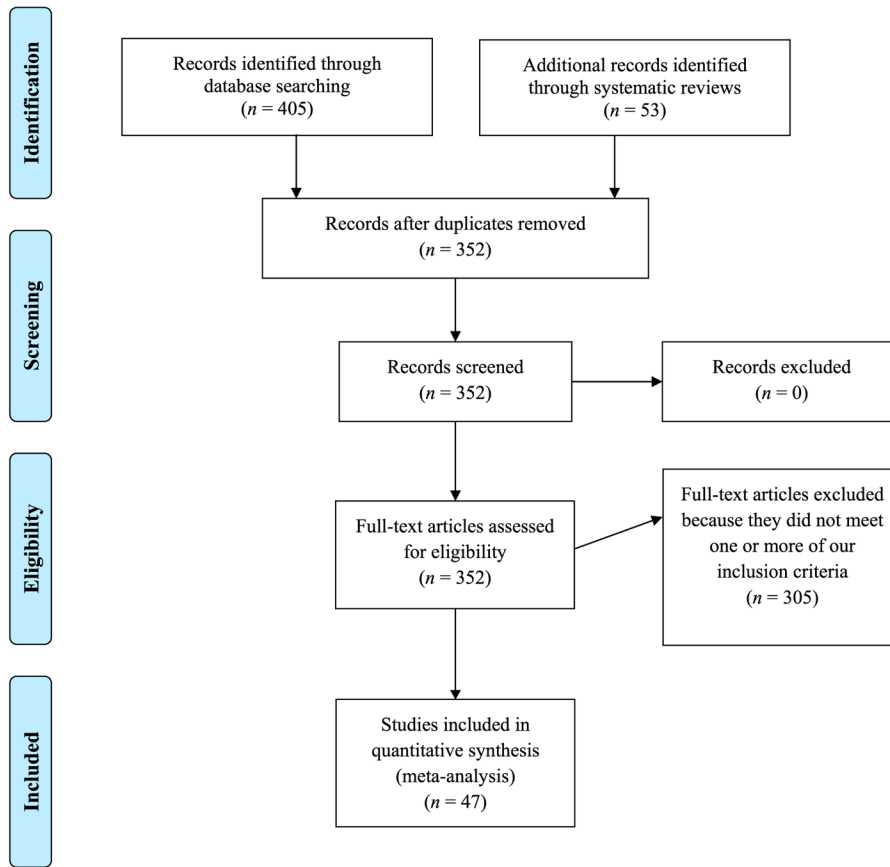 Identification
Records identified through
database searching
(n = 405)
Additional records identified
through systematic reviews
(n = 53)
Records after duplicates removed
(n = 352)
Screening
Records screened
(n = 352)
Records excluded
(n = 0)
Eligibility
Full-text articles assessed
for eligibility
(n = 352)
Full-text articles excluded
because they did not meet
one or more of our
inclusion criteria
(n = 305)
Included
Studies included in
quantitative synthesis
(meta-analysis)
(n = 47)